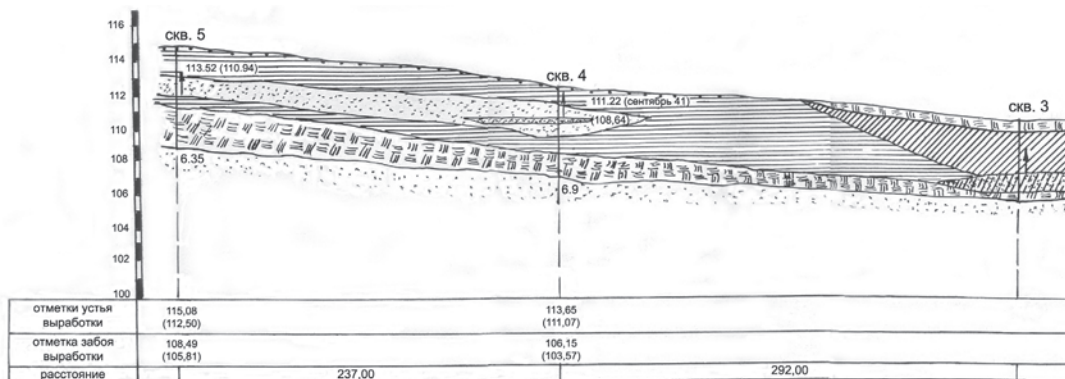 116
114
112
110
108
106
104
102
100
скв. 5
113.52 (110.94)
6.35
скв. 4
111.22 (сентябрь 41)
(108,64)
6.9
скв. 3
отметки устья
выработки
115,08
(112,50)
113,65
(111,07)
отметка забоя
выработки
108,49
(105,81)
106,15
(103,57)
расстояние
237,00
292,00